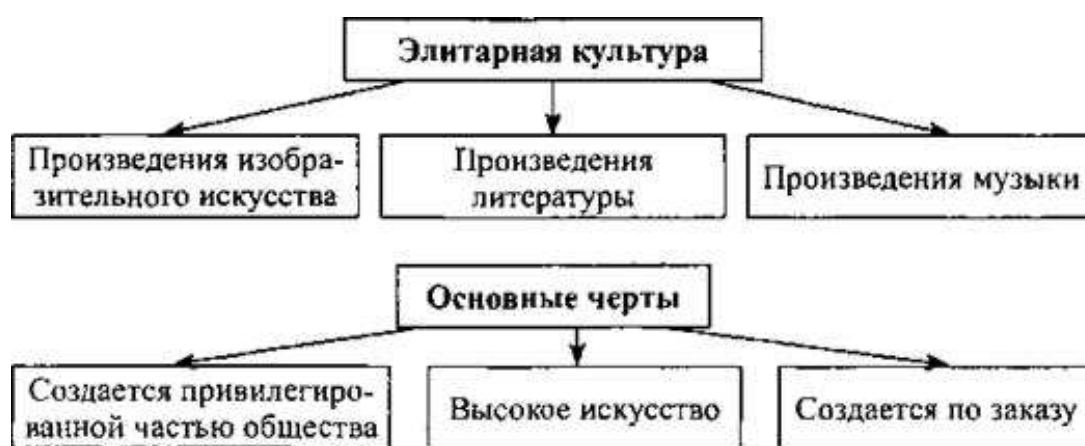 Элитарная культура
Произведения изобра-
зительного искусства
Произведения
литературы
Произведения музыки
Основные черты
Создается привилегиро-
ванной частью общества
Высокое искусство
Создается по заказу